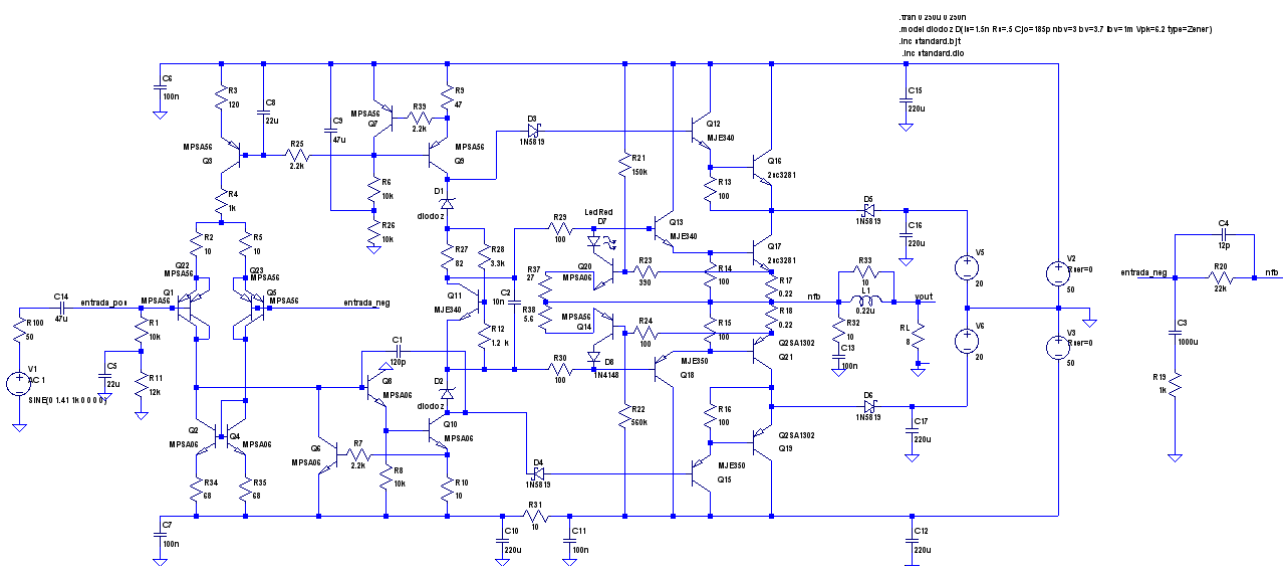 .tran 0 250u 0 250n
.model diodoz D(Is=1.5n Rs=.5 Cjo=185p nbv=3 bv=3.7 Ibv=1m Vpk=6.2 type=Zener)
.inc standard.bjt
.inc standard.dio
C6
100n
R3
120
C8
22u
C9
47u
MPSA56
Q7
R39
2.2k
R9
47
C15
220u
MPSA56
Q3
R25
2.2k
MPSA56
Q9
D3
1N5819
Q12
MJE340
Q16
2sc3281
R4
1k
R6
10k
R26
10k
D1
diodoz
R21
150k
R13
100
D5
1N5819
C16
220u
R2
10
R5
10
Q22
MPSA56
Q23
MPSA56
Q1
MPSA56
Q5
MPSA56
R27
82
R28
3.3k
R29
100
LedRed
D7
Q13
MJE340
Q17
2sc3281
Q20
MPSA06
R23
390
R14
100
R17
0.22
R33
10
L1
0.22u
V5
20
V2
Rser=0
50
C4
12p
entrada_neg
nfb
R20
22k
C14
47u
entrada_pos
entrada_neg
Q11
MJE340
C2
10n
R37
27
R38
5.6
nfb
vout
R100
50
R1
10k
R12
1.2 k
MPSA56
Q14
R24
100
R15
100
R18
0.22
R32
10
C13
100n
RL
8
V6
20
V3
Rser=0
50
C3
1000u
R19
1k
V1
AC 1
SINE(0 1.41 1k 0 0 0 0)
C5
22u
R11
12k
C1
120p
Q8
MPSA06
D2
diodoz
R30
100
D8
1N4148
MJE350
Q18
Q2SA1302
Q21
D6
1N5819
C17
220u
Q2
MPSA06
Q4
MPSA06
Q6
MPSA06
R7
2.2k
Q10
MPSA06
R22
560k
R16
100
Q2SA1302
Q19
R34
68
R35
68
R8
10k
R10
10
D4
1N5819
MJE350
Q15
C7
100n
C10
220u
R31
10
C11
100n
C12
220u